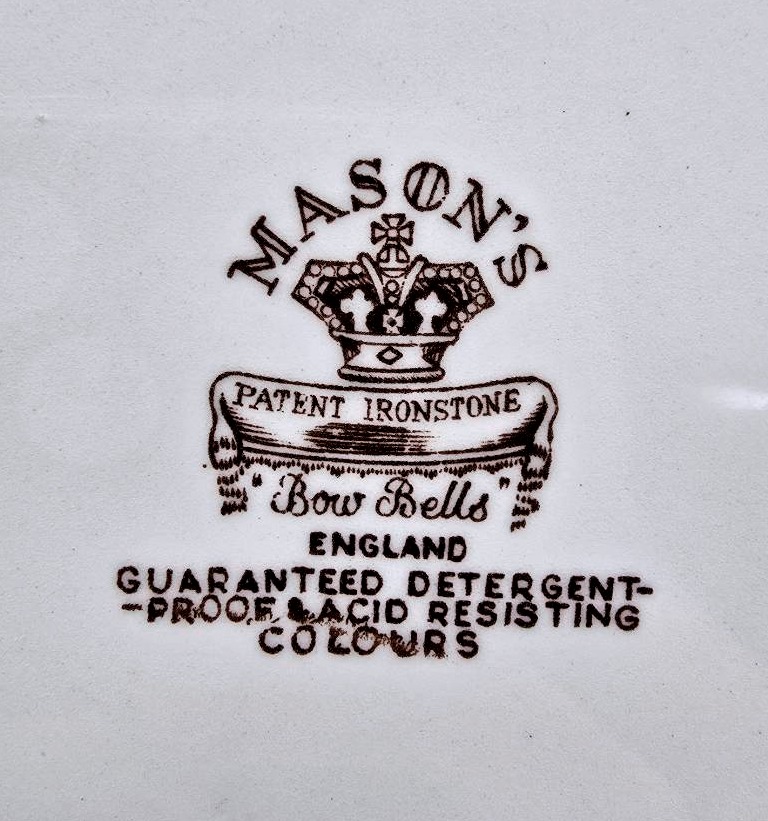 MASON'S
PATENT IRONSTONE
"Bow Bells"
ENGLAND
GUARANTEED DETERGENT-
-PROOF & ACID RESISTING
COLOURS